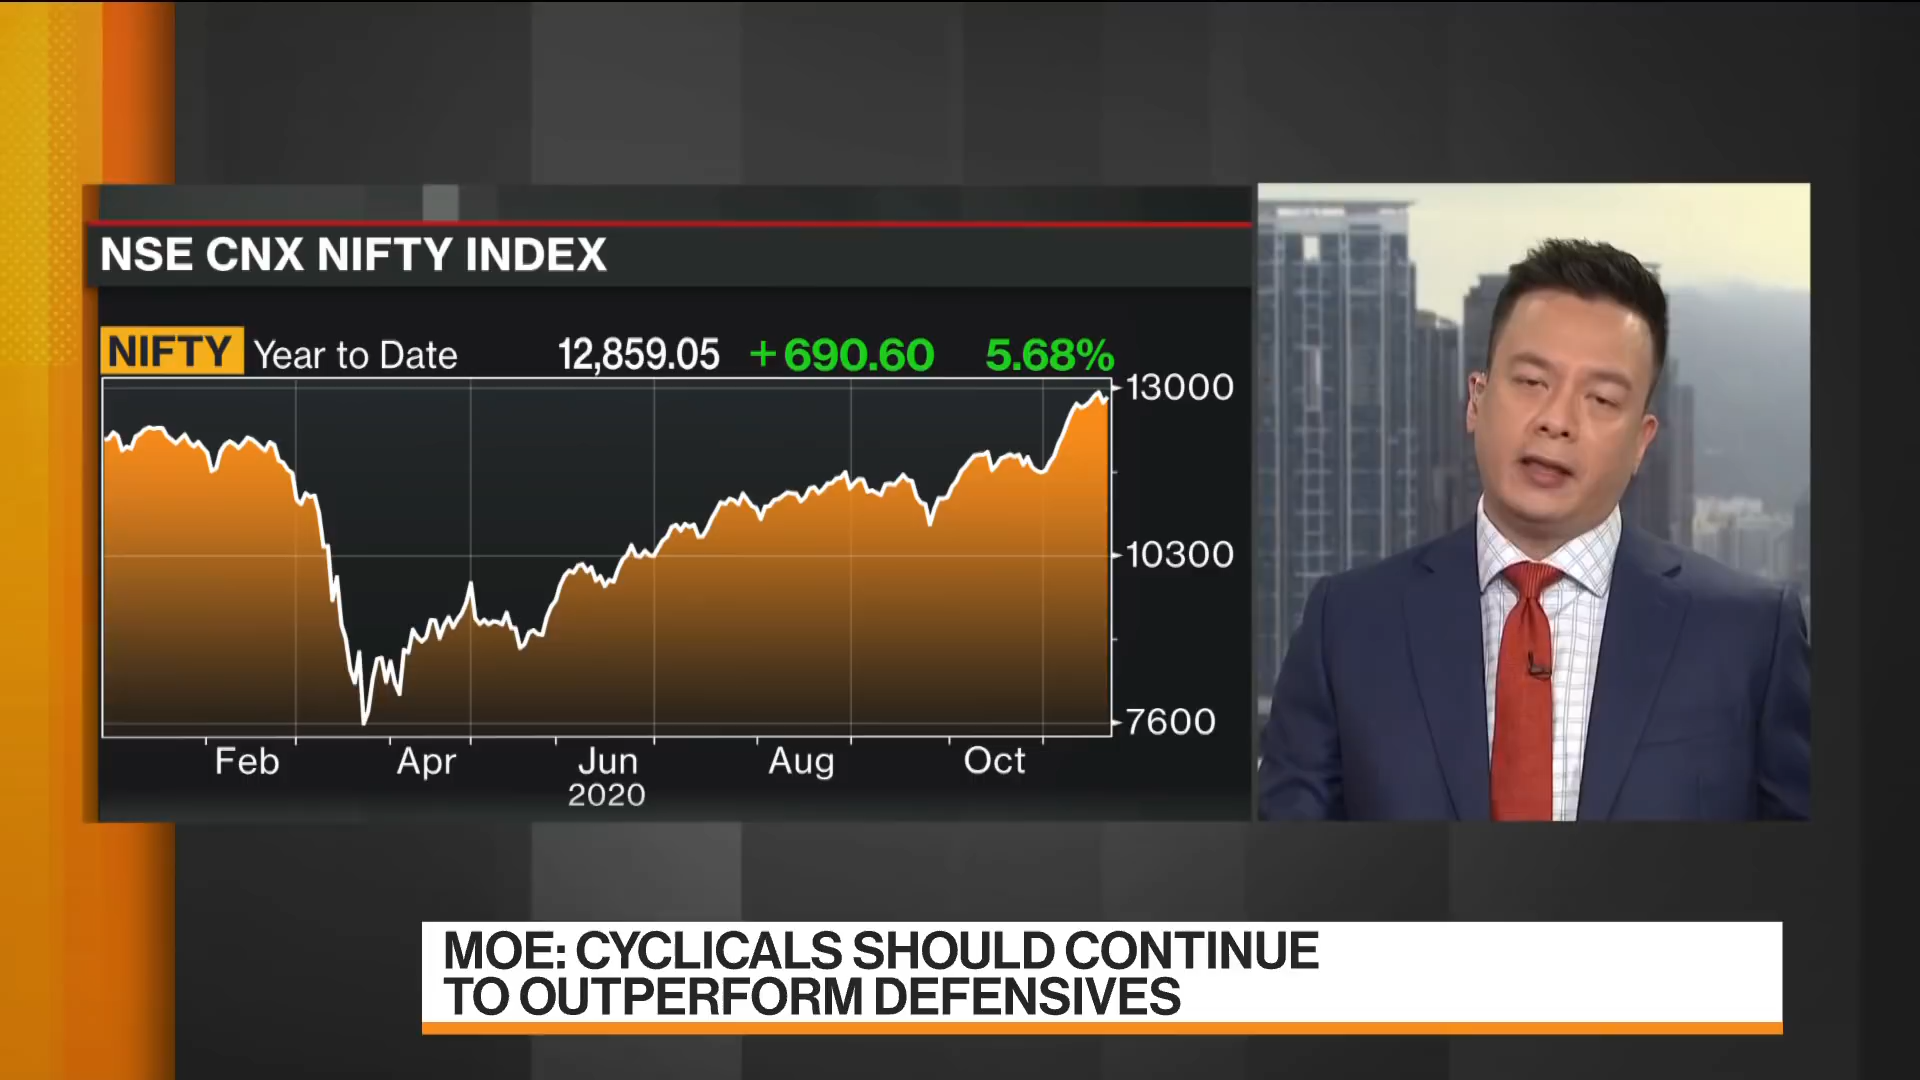 NSE CNX NIFTY INDEX
NIFTY Year to Date 12,859.05 +690.60 5.68%
13000
10300
7600
Feb Apr Jun Aug Oct
2020
MOE: CYCLICALS SHOULD CONTINUE
TO OUTPERFORM DEFENSIVES